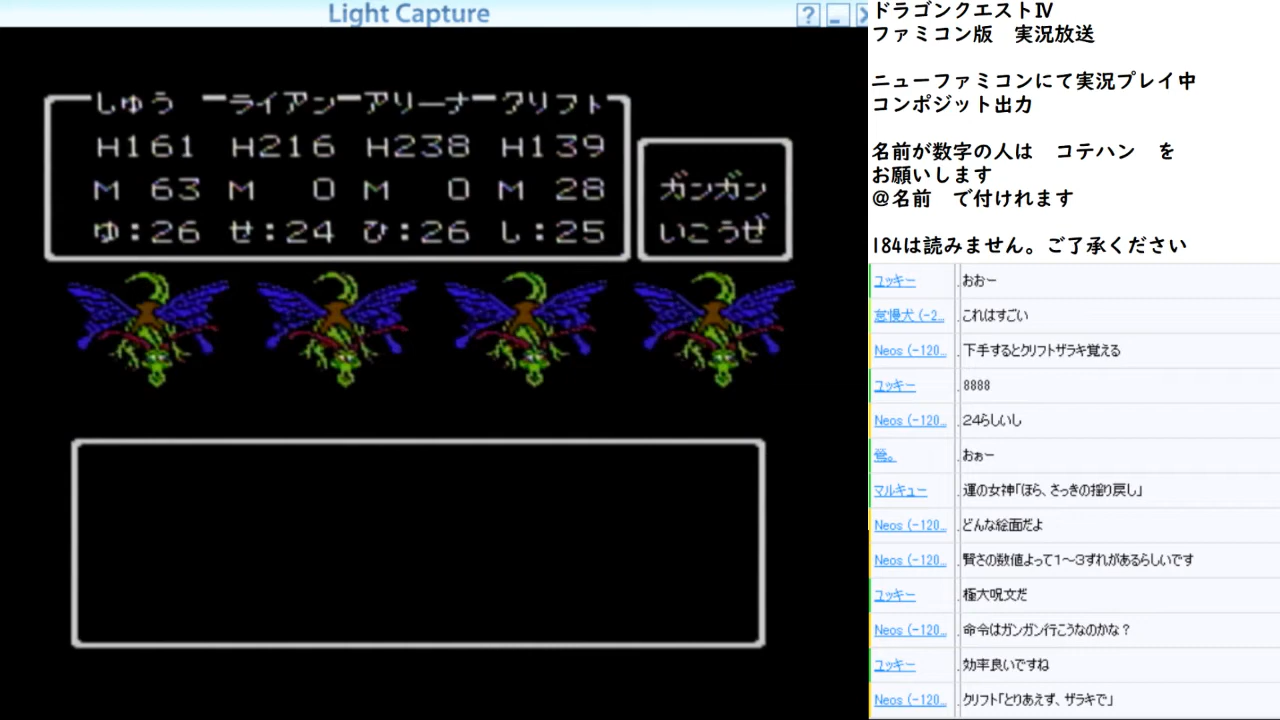 Light Capture
しゅう ライアン アリーナ クリフト
H161 H216 H238 H139
M 63 M 0 M 0 M 28
ゆ:26 せ:24 ひ:26 し:25
ガンガン
いこうぜ
ドラゴンクエストⅣ
ファミコン版 実況放送
ニューファミコンにて実況プレイ中
コンポジット出力
名前が数字の人は コテハン を
お願いします
@名前 で付けれます
184は読みません。ご了承ください
ユッキー おおー
怠慢犬(-2... これはすごい
Neos (-120... 下手するとクリフトザラキ覚える
ユッキー 8888
Neos (-120... 24らしいし
おぉー
マルキュー 運の女神「ほら、さっきの揺り戻し」
Neos (-120... どんな絵面だよ
Neos (-120... 賢さの数値よって1～3ずれがあるらしいです
ユッキー 極大呪文だ
Neos (-120... 命令はガンガン行こうなのかな？
ユッキー 効率良いですね
Neos (-120... クリフト「とりあえず、ザラキで」